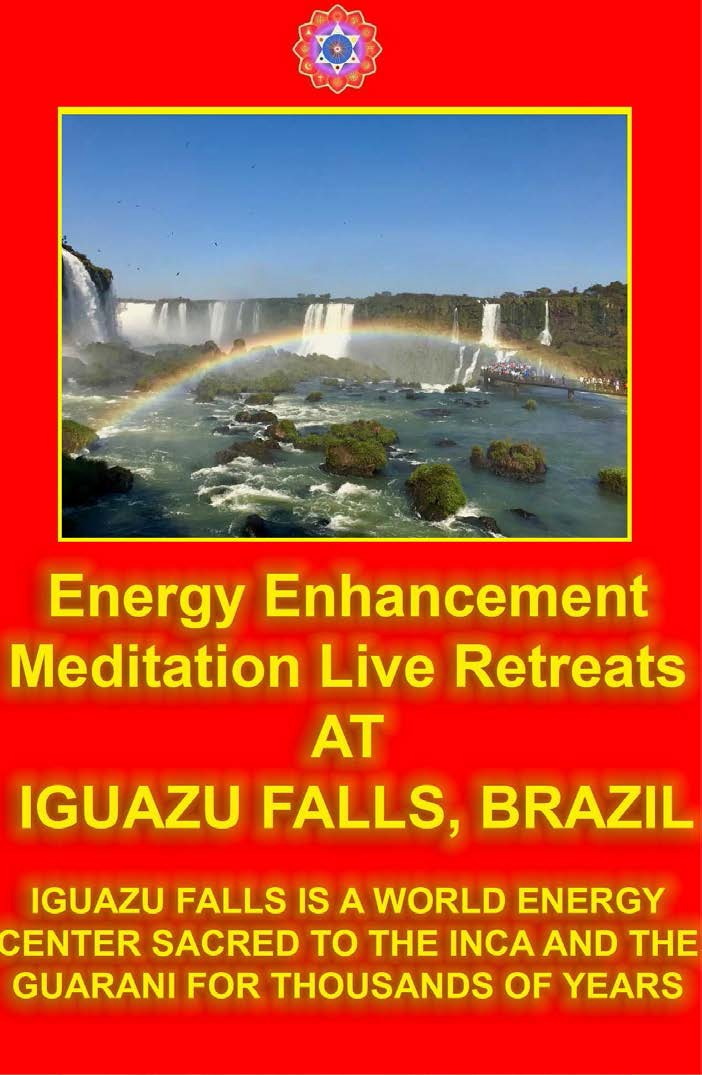 Energy Enhancement
Meditation Live Retreats
AT
IGUAZU FALLS, BRAZIL
IGUAZU FALLS IS A WORLD ENERGY
CENTER SACRED TO THE INCA AND THE
GUARANI FOR THOUSANDS OF YEARS